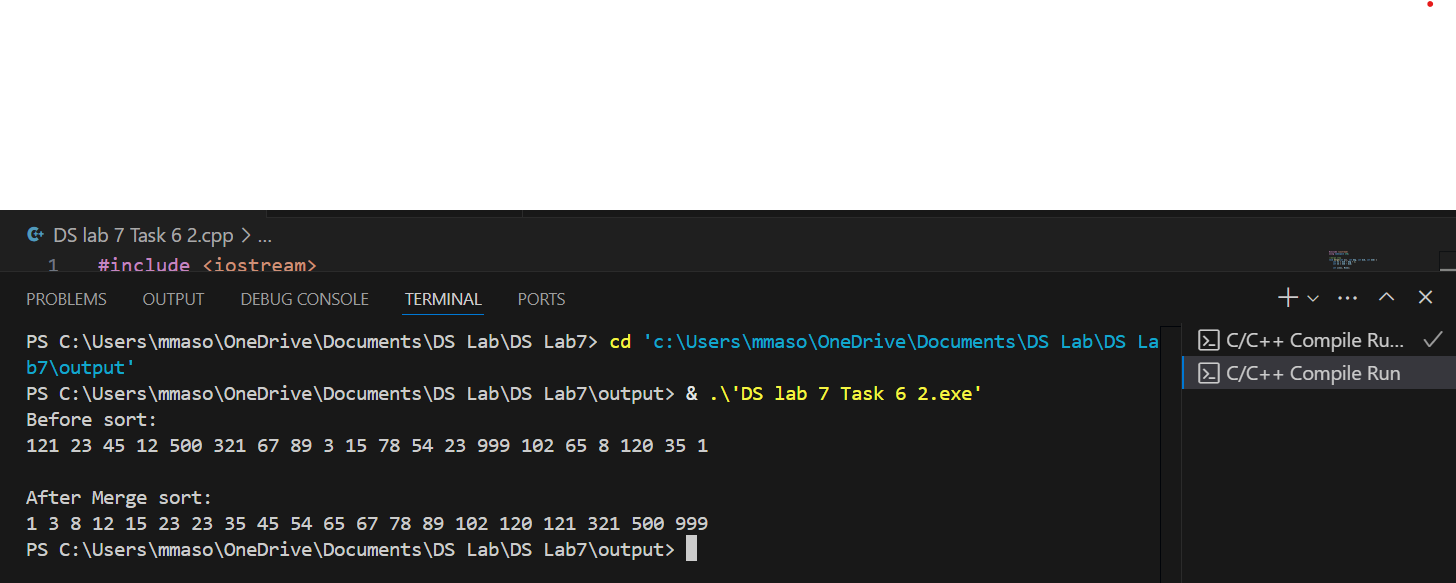 DS lab 7 Task 6 2.cpp > ...
1 #include <iostream>
PROBLEMS OUTPUT DEBUG CONSOLE TERMINAL PORTS
PS C:\Users\mmaso\OneDrive\Documents\DS Lab\DS Lab7> cd 'c:\Users\mmaso\OneDrive\Documents\DS Lab\DS La
b7\output'
PS C:\Users\mmaso\OneDrive\Documents\DS Lab\DS Lab7\output> & .\'DS lab 7 Task 6 2.exe'
Before sort:
121 23 45 12 500 321 67 89 3 15 78 54 23 999 102 65 8 120 35 1
After Merge sort:
1 3 8 12 15 23 23 35 45 54 65 67 78 89 102 120 121 321 500 999
PS C:\Users\mmaso\OneDrive\Documents\DS Lab\DS Lab7\output>
C/C++ Compile Ru...
C/C++ Compile Run